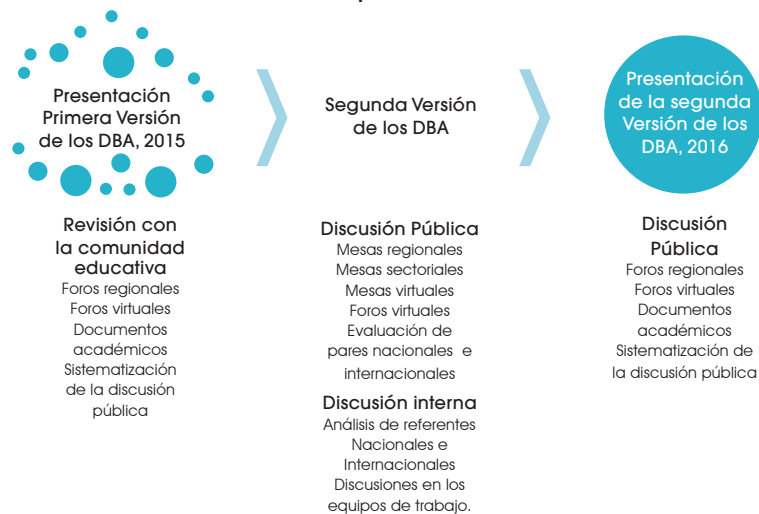 Presentación
Primera Versión
de los DBA, 2015
Revisión con
la comunidad
educativa
Foros regionales
Foros virtuales
Documentos
académicos
Sistematización
de la discusión
pública
Segunda Versión
de los DBA
Discusión Pública
Mesas regionales
Mesas sectoriales
Mesas virtuales
Foros virtuales
Evaluación de
pares nacionales e
internacionales
Discusión interna
Análisis de referentes
Nacionales e
Internacionales
Discusiones en los
equipos de trabajo.
Presentación
de la segunda
Versión de los
DBA, 2016
Discusión
Pública
Foros regionales
Foros virtuales
Documentos
académicos
Sistematización de
la discusión pública